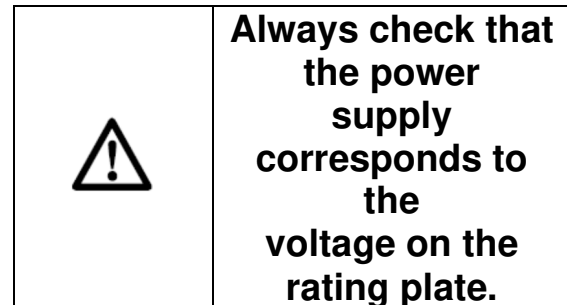 Always check that
the power
supply
corresponds to
the
voltage on the
rating plate.